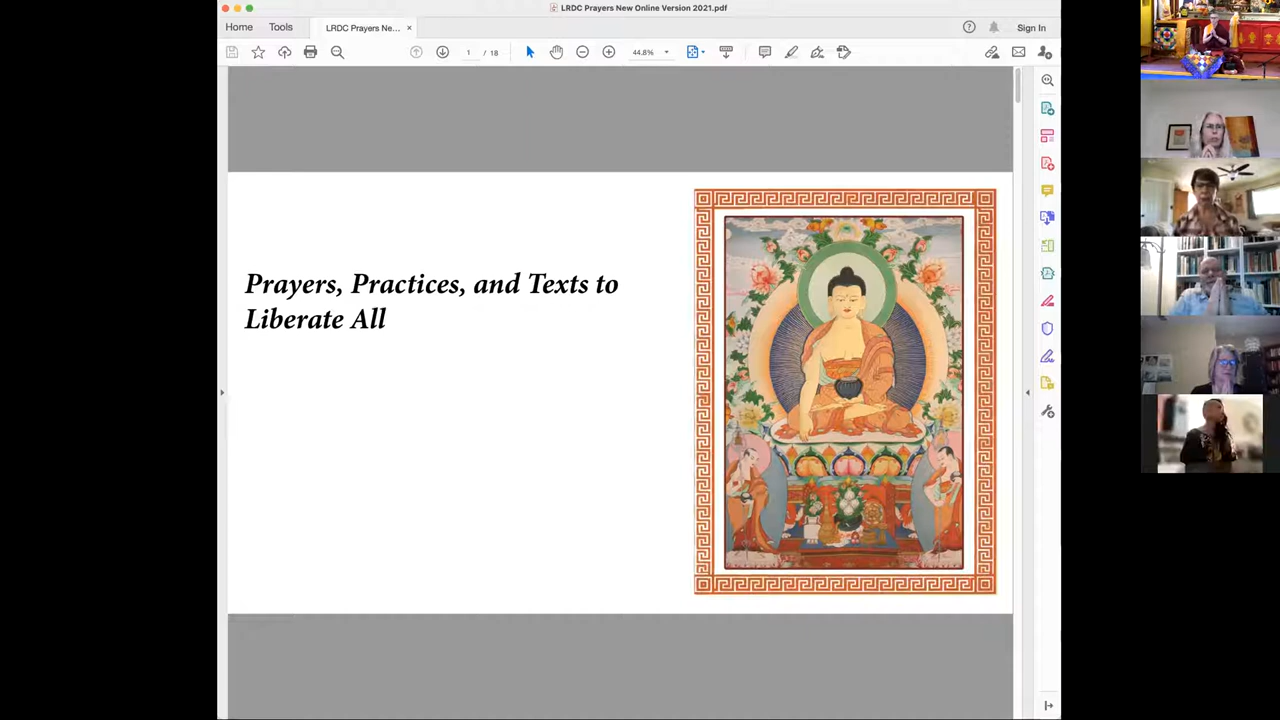 LRDC Prayers New Online Version 2021.pdf
Home Tools LRDC Prayers Ne... × Sign In
1 / 18 44.8%
Prayers, Practices, and Texts to
Liberate All